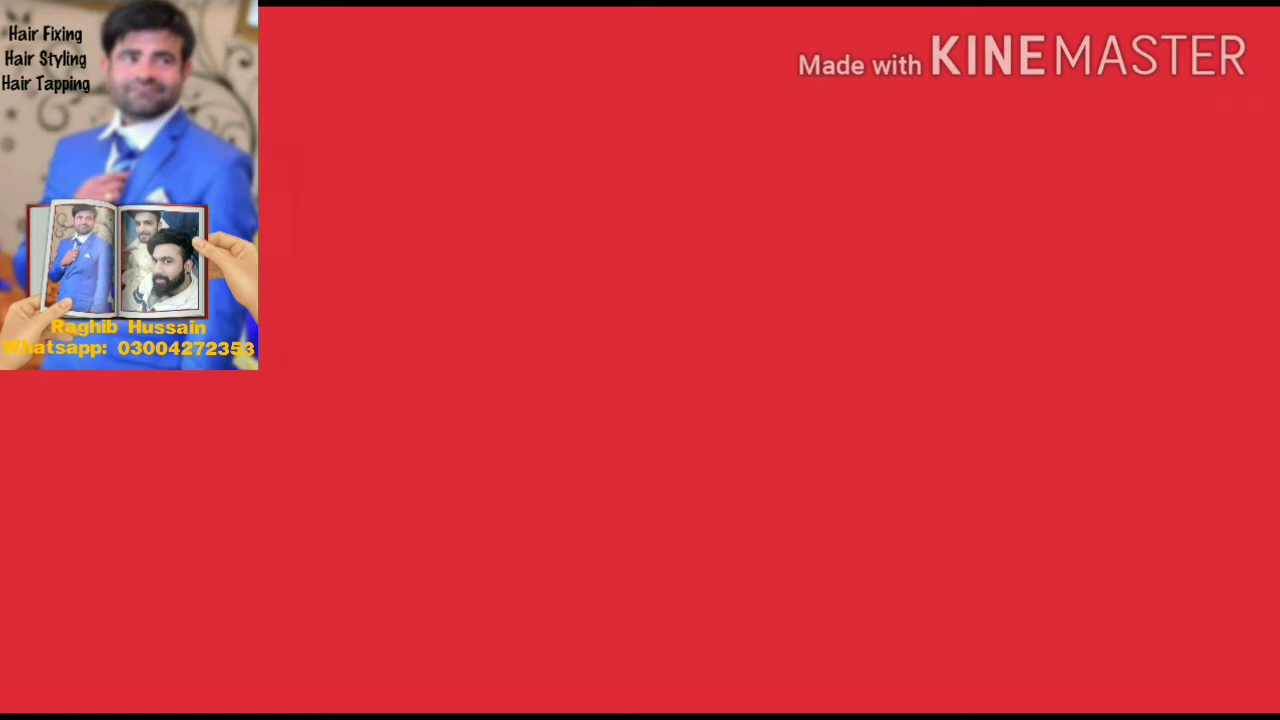 Hair Fixing
Hair Styling
Hair Tapping
Made with KINEMASTER
Raghib Hussain
Whatsapp: 03004272353